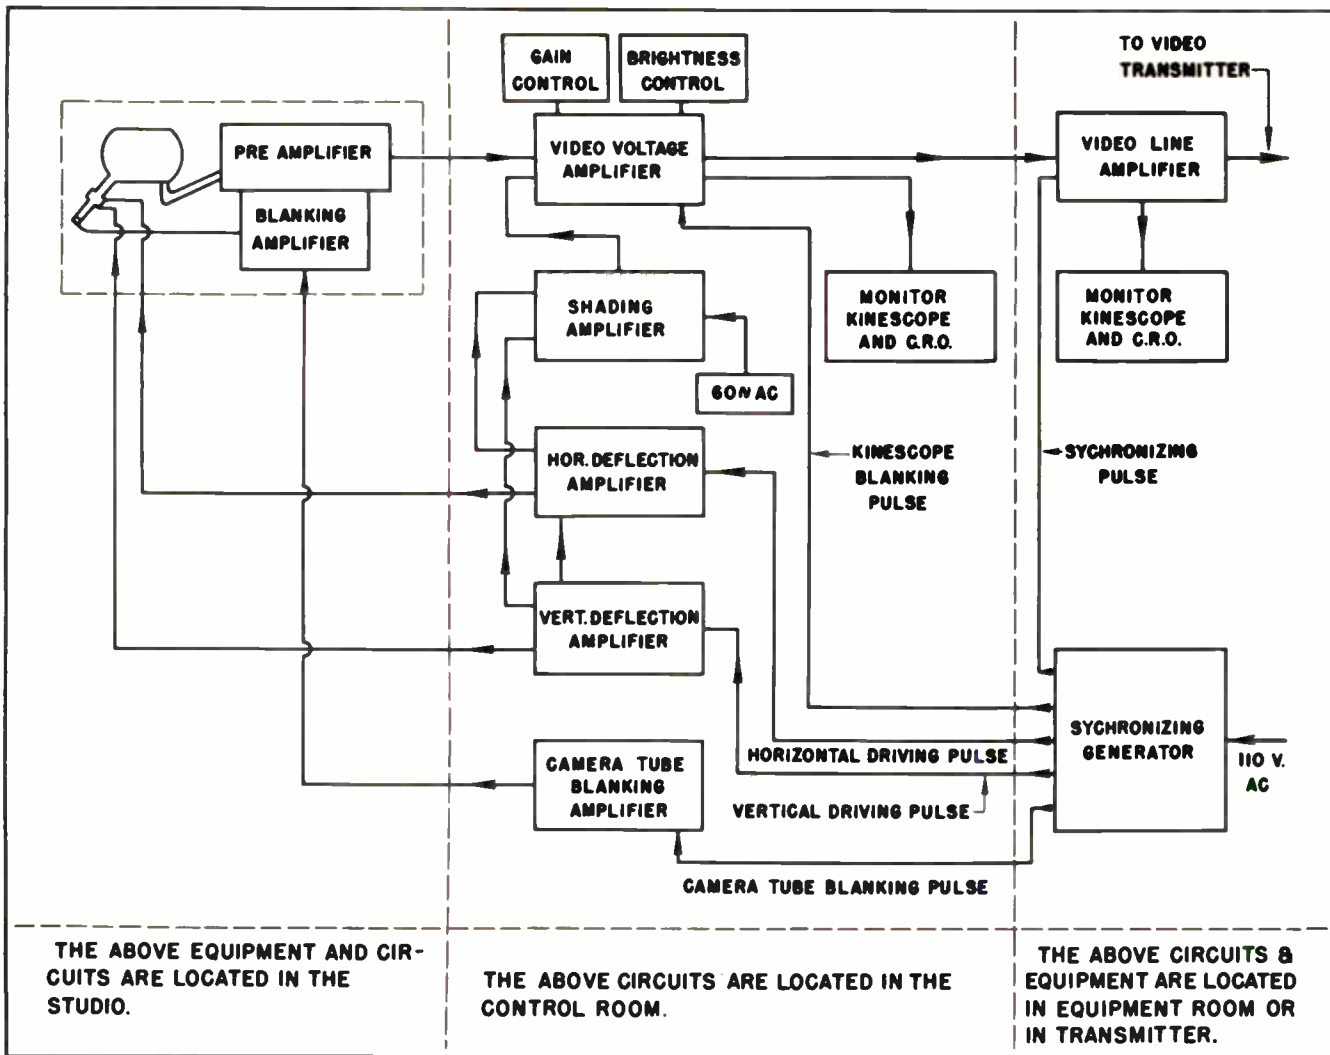 TO VIDEO
TRANSMITTER
GAIN
CONTROL
BRIGHTNESS
CONTROL
PRE AMPLIFIER
BLANKING
AMPLIFIER
VIDEO VOLTAGE
AMPLIFIER
VIDEO LINE
AMPLIFIER
SHADING
AMPLIFIER
MONITOR
KINESCOPE
AND C.R.O.
MONITOR
KINESCOPE
AND C.R.O.
60~AC
HOR. DEFLECTION
AMPLIFIER
KINESCOPE
BLANKING
PULSE
SYCHRONIZING
PULSE
VERT. DEFLECTION
AMPLIFIER
SYCHRONIZING
GENERATOR
110 V.
AC
HORIZONTAL DRIVING PULSE
CAMERA TUBE
BLANKING
AMPLIFIER
VERTICAL DRIVING PULSE
CAMERA TUBE BLANKING PULSE
THE ABOVE EQUIPMENT AND CIR-
CUITS ARE LOCATED IN THE
STUDIO.
THE ABOVE CIRCUITS ARE LOCATED IN THE
CONTROL ROOM.
THE ABOVE CIRCUITS &
EQUIPMENT ARE LOCATED
IN EQUIPMENT ROOM OR
IN TRANSMITTER.